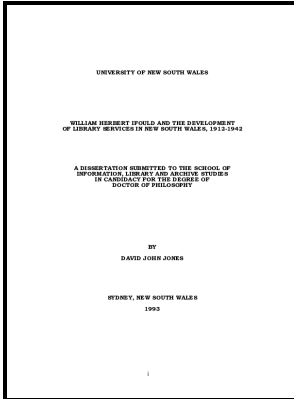 UNIVERSITY OF NEW SOUTH WALES
WILLIAM HERBERT IFOULD AND THE DEVELOPMENT
OF LIBRARY SERVICES IN NEW SOUTH WALES, 1912-1942
A DISSERTATION SUBMITTED TO THE SCHOOL OF
INFORMATION, LIBRARY AND ARCHIVE STUDIES
IN CANDIDACY FOR THE DEGREE OF
DOCTOR OF PHILOSOPHY
BY
DAVID JOHN JONES
SYDNEY, NEW SOUTH WALES
1993
i